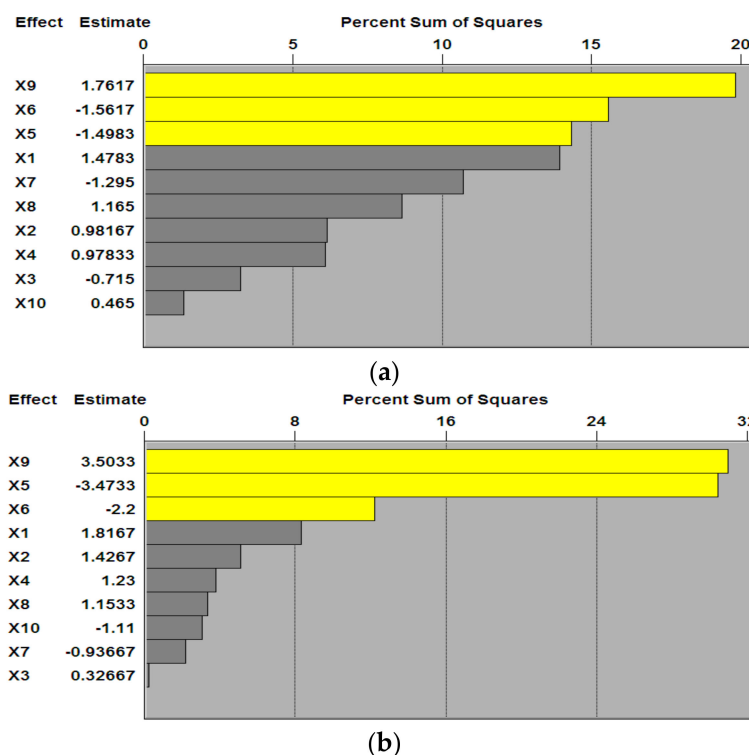 Effect Estimate Percent Sum of Squares
0 5 10 15 20
X9 1.7617
X6 -1.5617
X5 -1.4983
X1 1.4783
X7 -1.295
X8 1.165
X2 0.98167
X4 0.97833
X3 -0.715
X10 0.465
(a)
Effect Estimate Percent Sum of Squares
0 8 16 24 32
X9 3.5033
X5 -3.4733
X6 -2.2
X1 1.8167
X2 1.4267
X4 1.23
X8 1.1533
X10 -1.11
X7 -0.93667
X3 0.32667
(b)